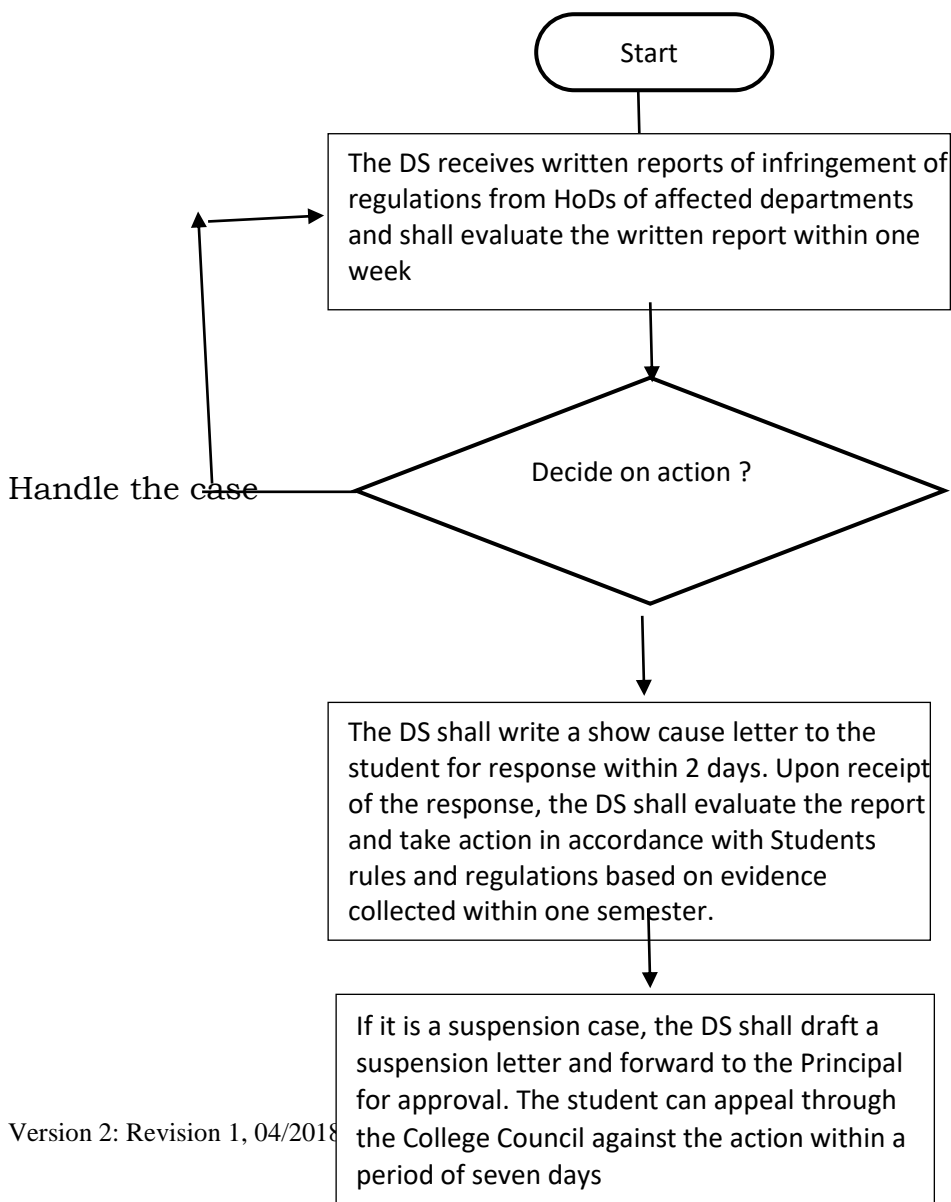 Start
The DS receives written reports of infringement of
regulations from HoDs of affected departments
and shall evaluate the written report within one
week
Decide on action ?
Handle the case
The DS shall write a show cause letter to the
student for response within 2 days. Upon receipt
of the response, the DS shall evaluate the report
and take action in accordance with Students
rules and regulations based on evidence
collected within one semester.
If it is a suspension case, the DS shall draft a
suspension letter and forward to the Principal
for approval. The student can appeal through
the College Council against the action within a
period of seven days
Version 2: Revision 1, 04/2018